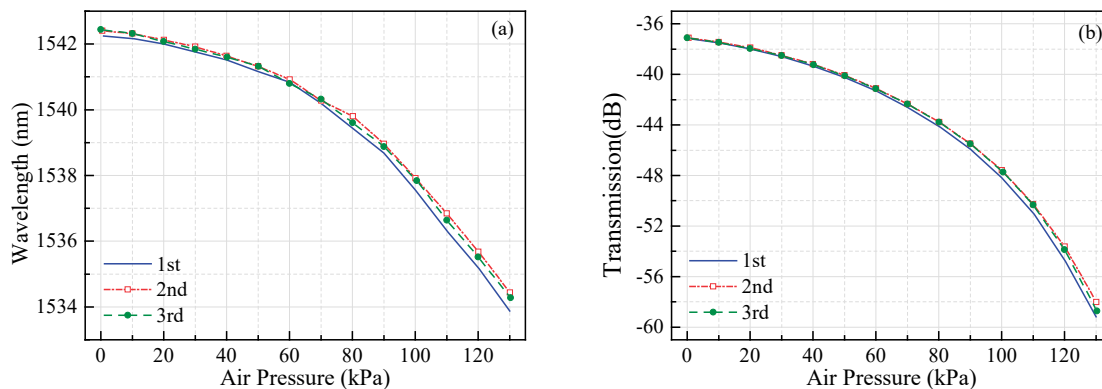 (a)
Wavelength (nm)
1542
1540
1538
1536
1534
1st
2nd
3rd
0 20 40 60 80 100 120
Air Pressure (kPa)
(b)
Transmission(dB)
-36
-40
-44
-48
-52
-56
-60
1st
2nd
3rd
0 20 40 60 80 100 120
Air Pressure (kPa)